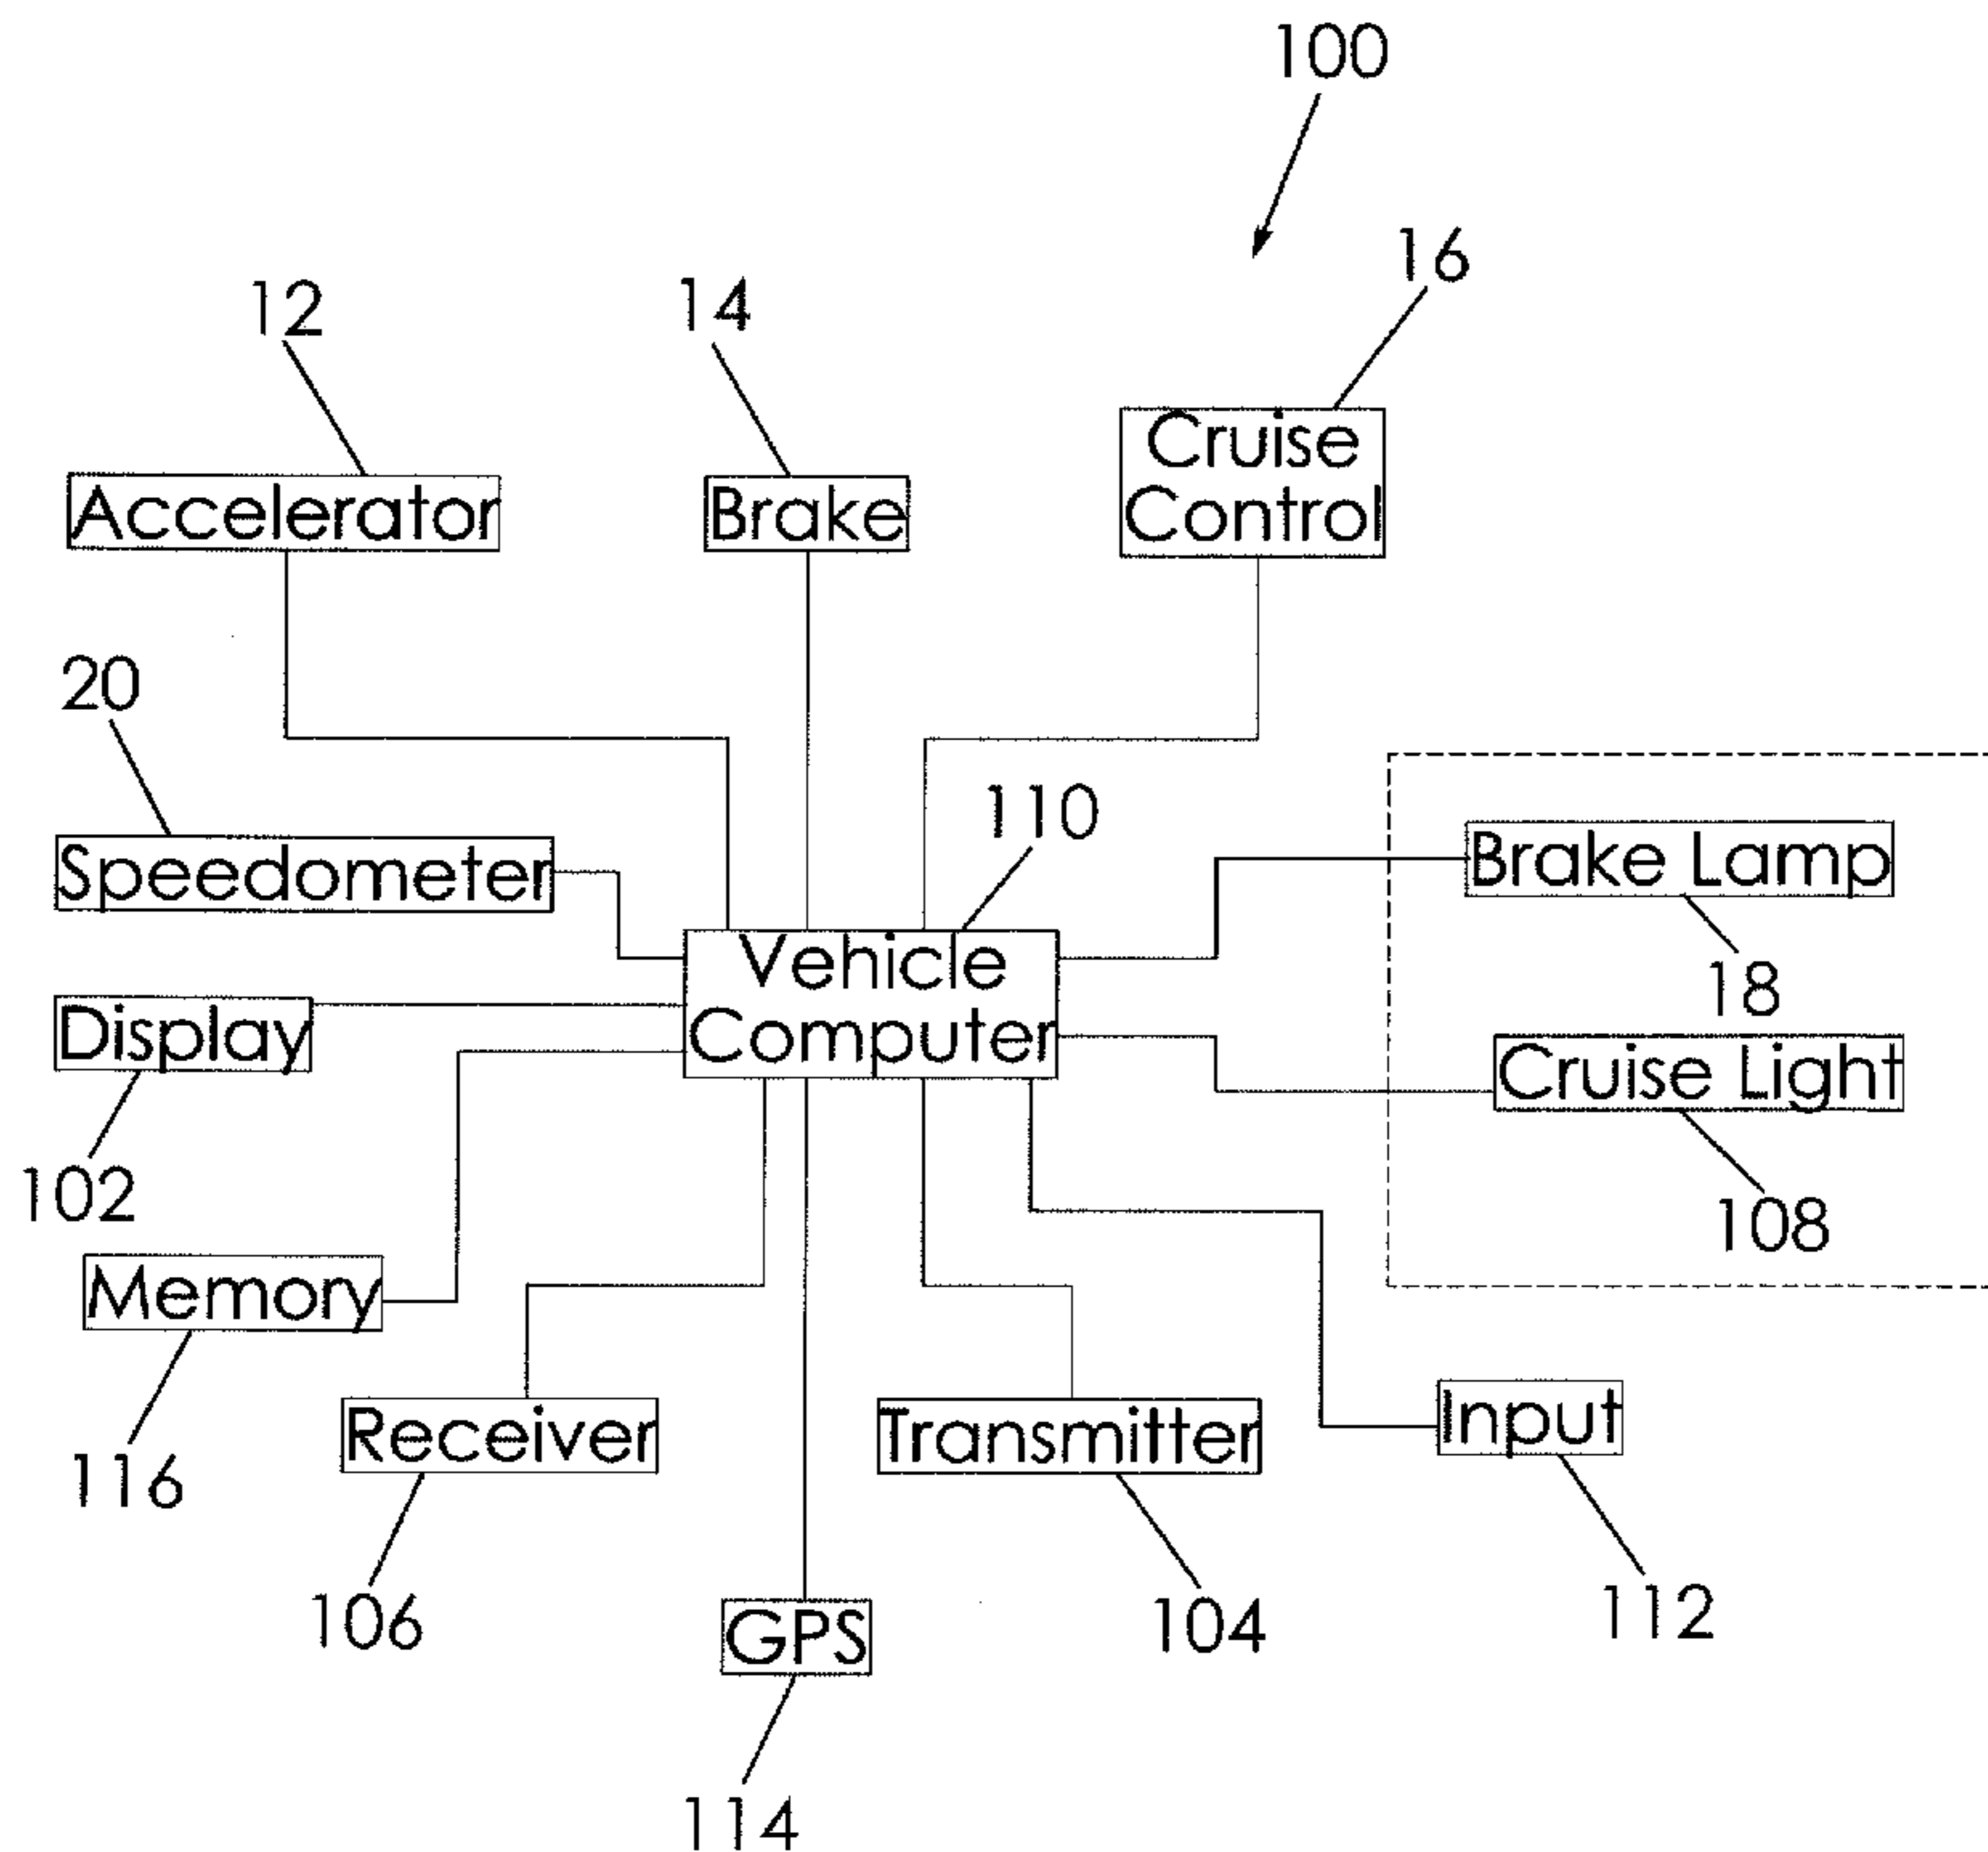 100
16
12
14
Cruise
Control
Accelerator
Brake
20
110
Speedometer
Brake Lamp
Vehicle
Computer
18
Display
Cruise Light
102
108
Memory
Receiver
Transmitter
Input
116
106
GPS
104
112
114